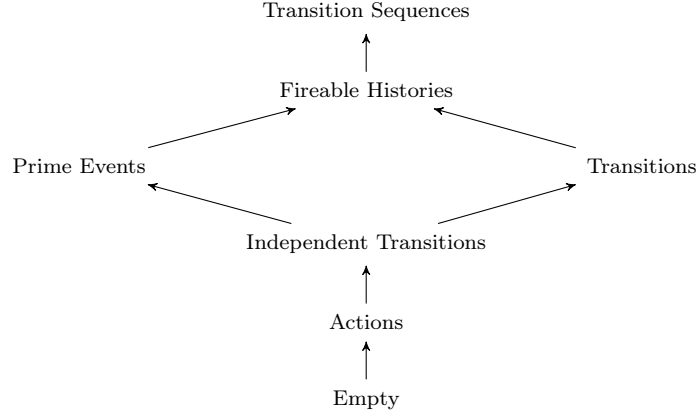 Transition Sequences
Fireable Histories
Prime Events
Transitions
Independent Transitions
Actions
Empty